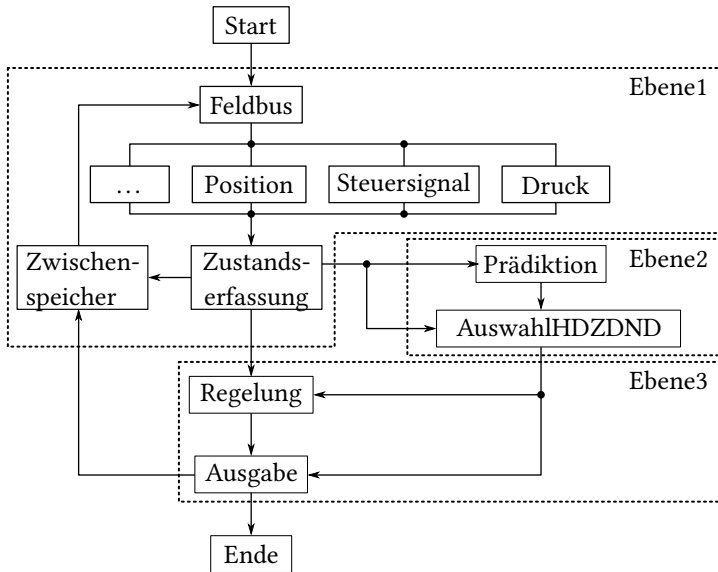 Start
Ebene1
Feldbus
...
Position
Steuersignal
Druck
Zwischen-
speicher
Zustands-
erfassung
Ebene2
Prädiktion
AuswahlHDZDND
Ebene3
Regelung
Ausgabe
Ende